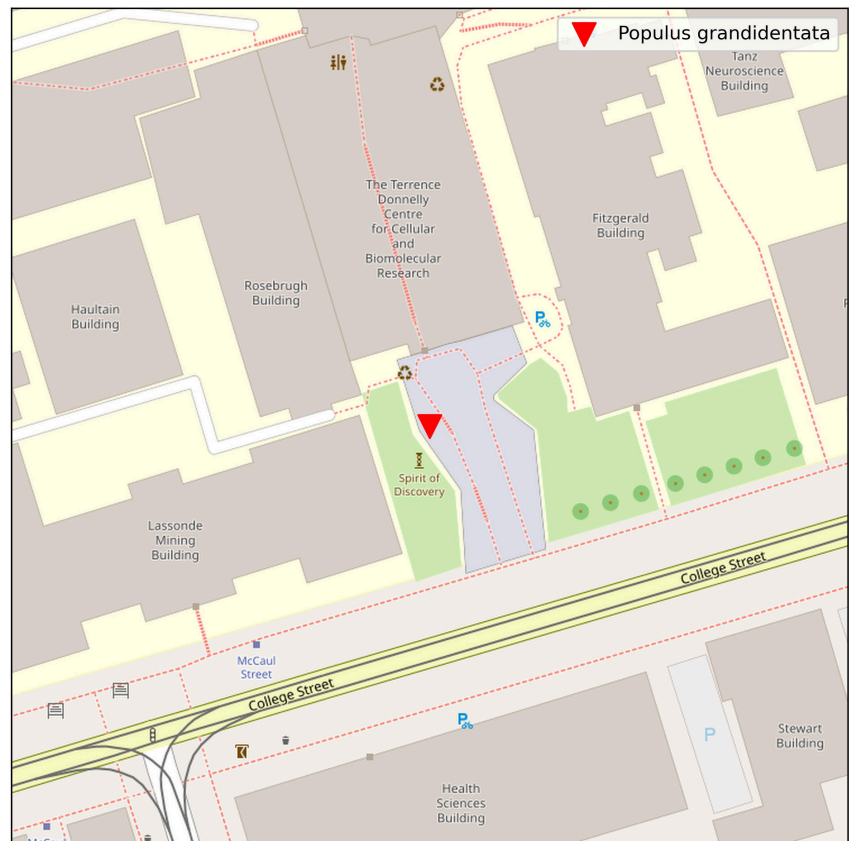 Populus grandidentata
Tanz
Neuroscience
Building
The Terrence
Donnelly
Centre
for Cellular
and
Biomolecular
Research
Fitzgerald
Building
Rosebrugh
Building
Haultain
Building
Spirit of
Discovery
Lassonde
Mining
Building
College Street
McCaul
Street
College Street
P
Stewart
Building
Health
Sciences
Building